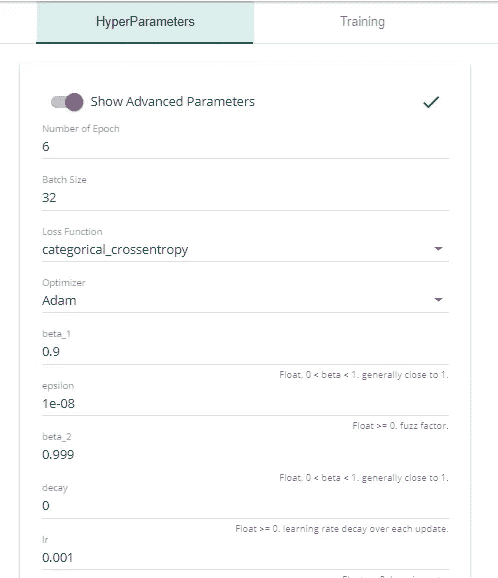 HyperParameters Training
Show Advanced Parameters
Number of Epoch
6
Batch Size
32
Loss Function
categorical_crossentropy
Optimizer
Adam
beta_1
0.9
Float. 0 < beta < 1. generally close to 1.
epsilon
1e-08
Float >= 0. fuzz factor.
beta_2
0.999
Float. 0 < beta < 1. generally close to 1.
decay
0
Float >= 0. learning rate decay over each update.
lr
0.001